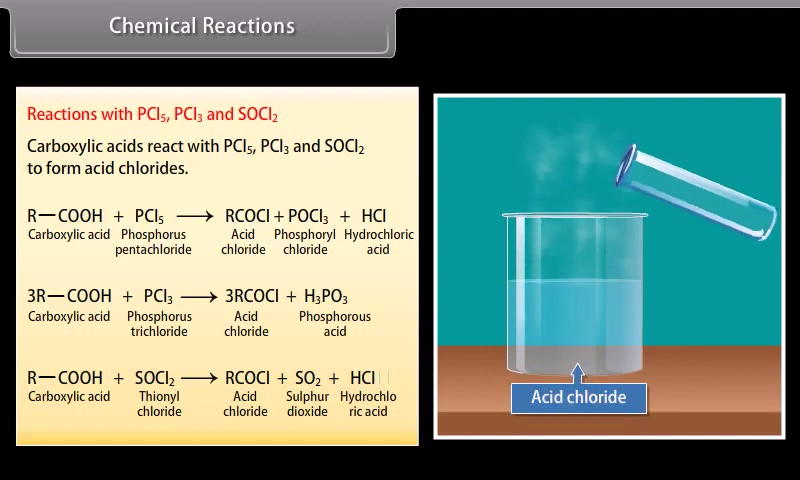 Chemical Reactions
Reactions with PCl₅, PCl₃ and SOCl₂
Carboxylic acids react with PCl₅, PCl₃ and SOCl₂
to form acid chlorides.
R—COOH + PCl₅ ⟶ RCOCl + POCl₃ + HCl
Carboxylic acid Phosphorus Acid Phosphoryl Hydrochloric
pentachloride chloride chloride acid
3R—COOH + PCl₃ ⟶ 3RCOCl + H₃PO₃
Carboxylic acid Phosphorus Acid Phosphorous
trichloride chloride acid
R—COOH + SOCl₂ ⟶ RCOCl + SO₂ + HCl
Carboxylic acid Thionyl Acid Sulphur Hydrochlo
chloride chloride dioxide ric acid
Acid chloride